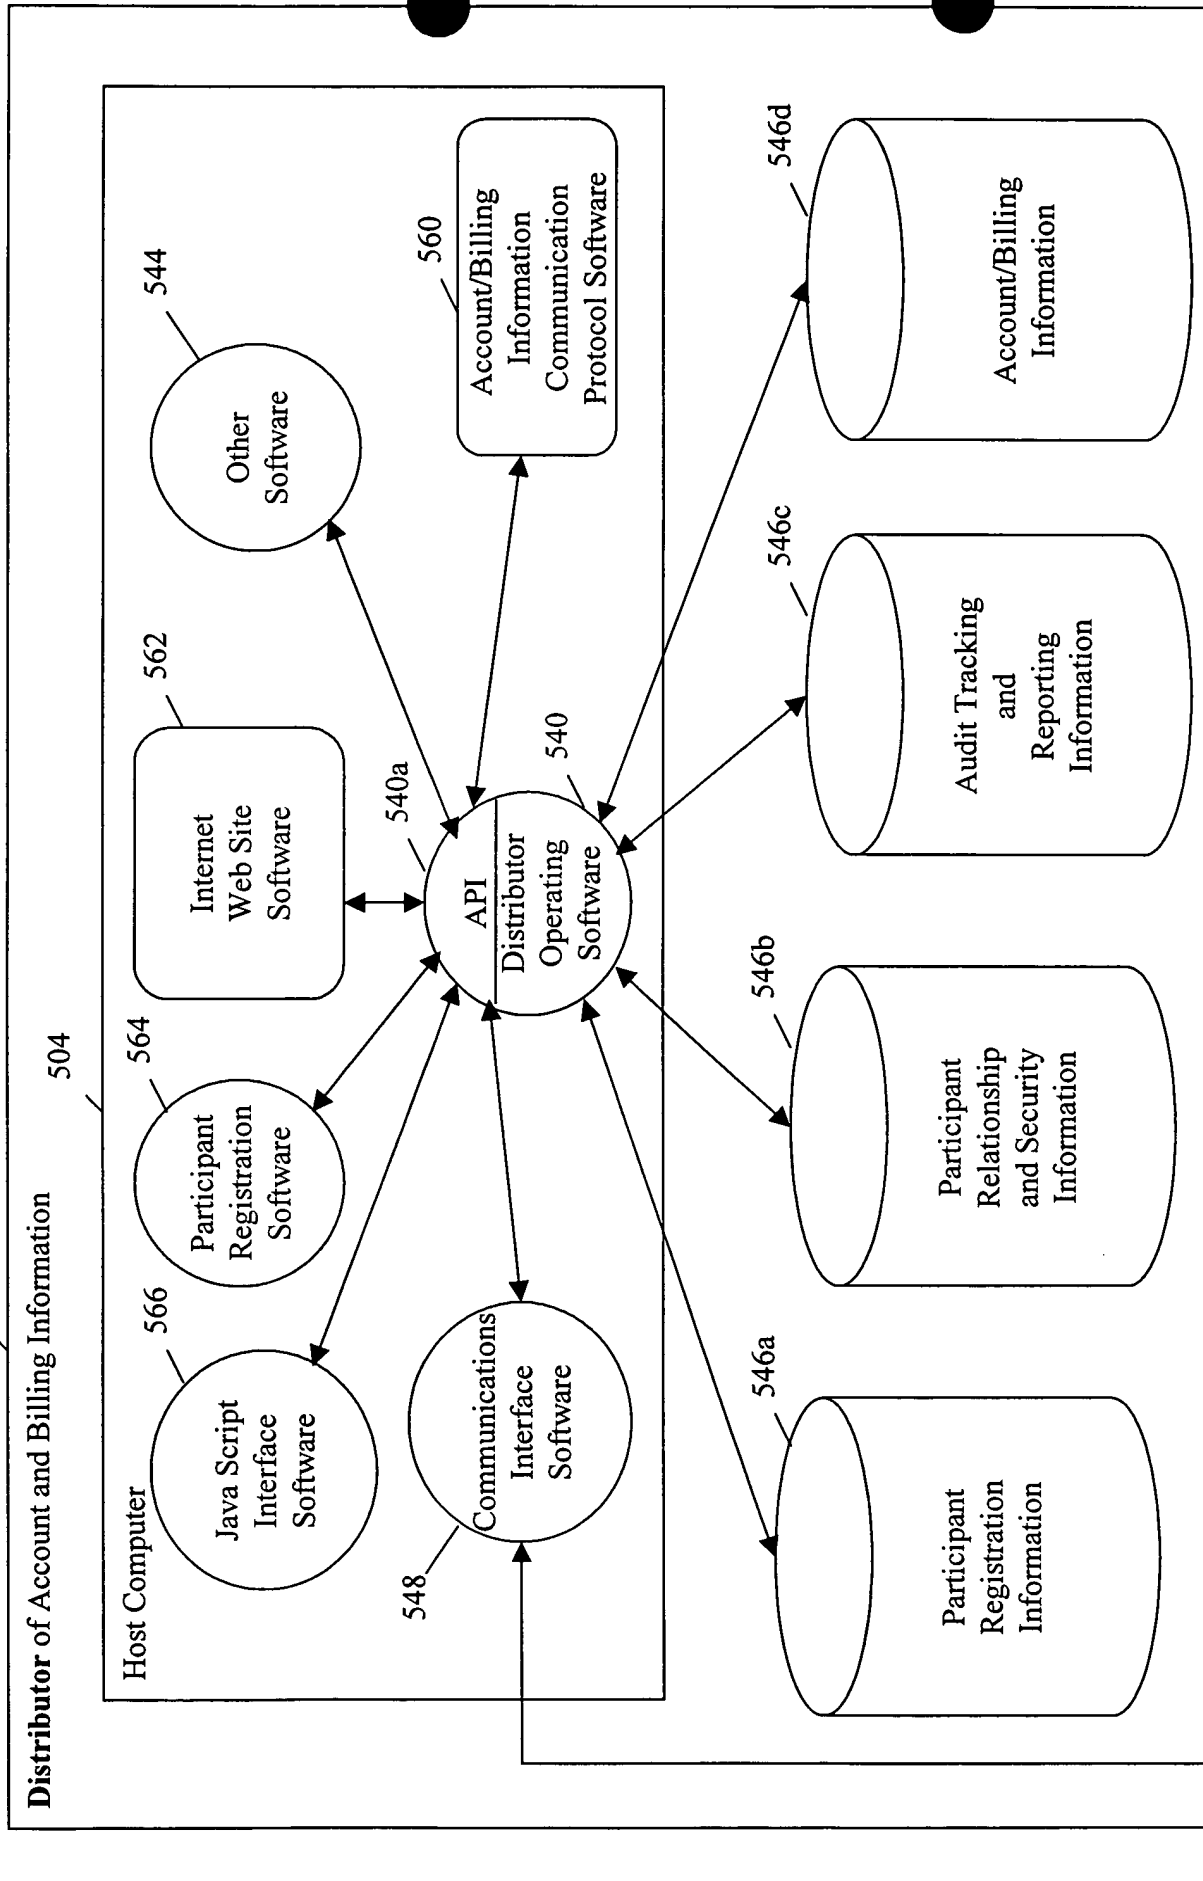 Distributor of Account and Billing Information
504
Host Computer
566
Java Script
Interface
Software
564
Participant
Registration
Software
562
Internet
Web Site
Software
544
Other
Software
548
Communications
Interface
Software
540a
API
540
Distributor
Operating
Software
560
Account/Billing
Information
Communication
Protocol Software
546a
Participant
Registration
Information
546b
Participant
Relationship
and Security
Information
546c
Audit Tracking
and
Reporting
Information
546d
Account/Billing
Information